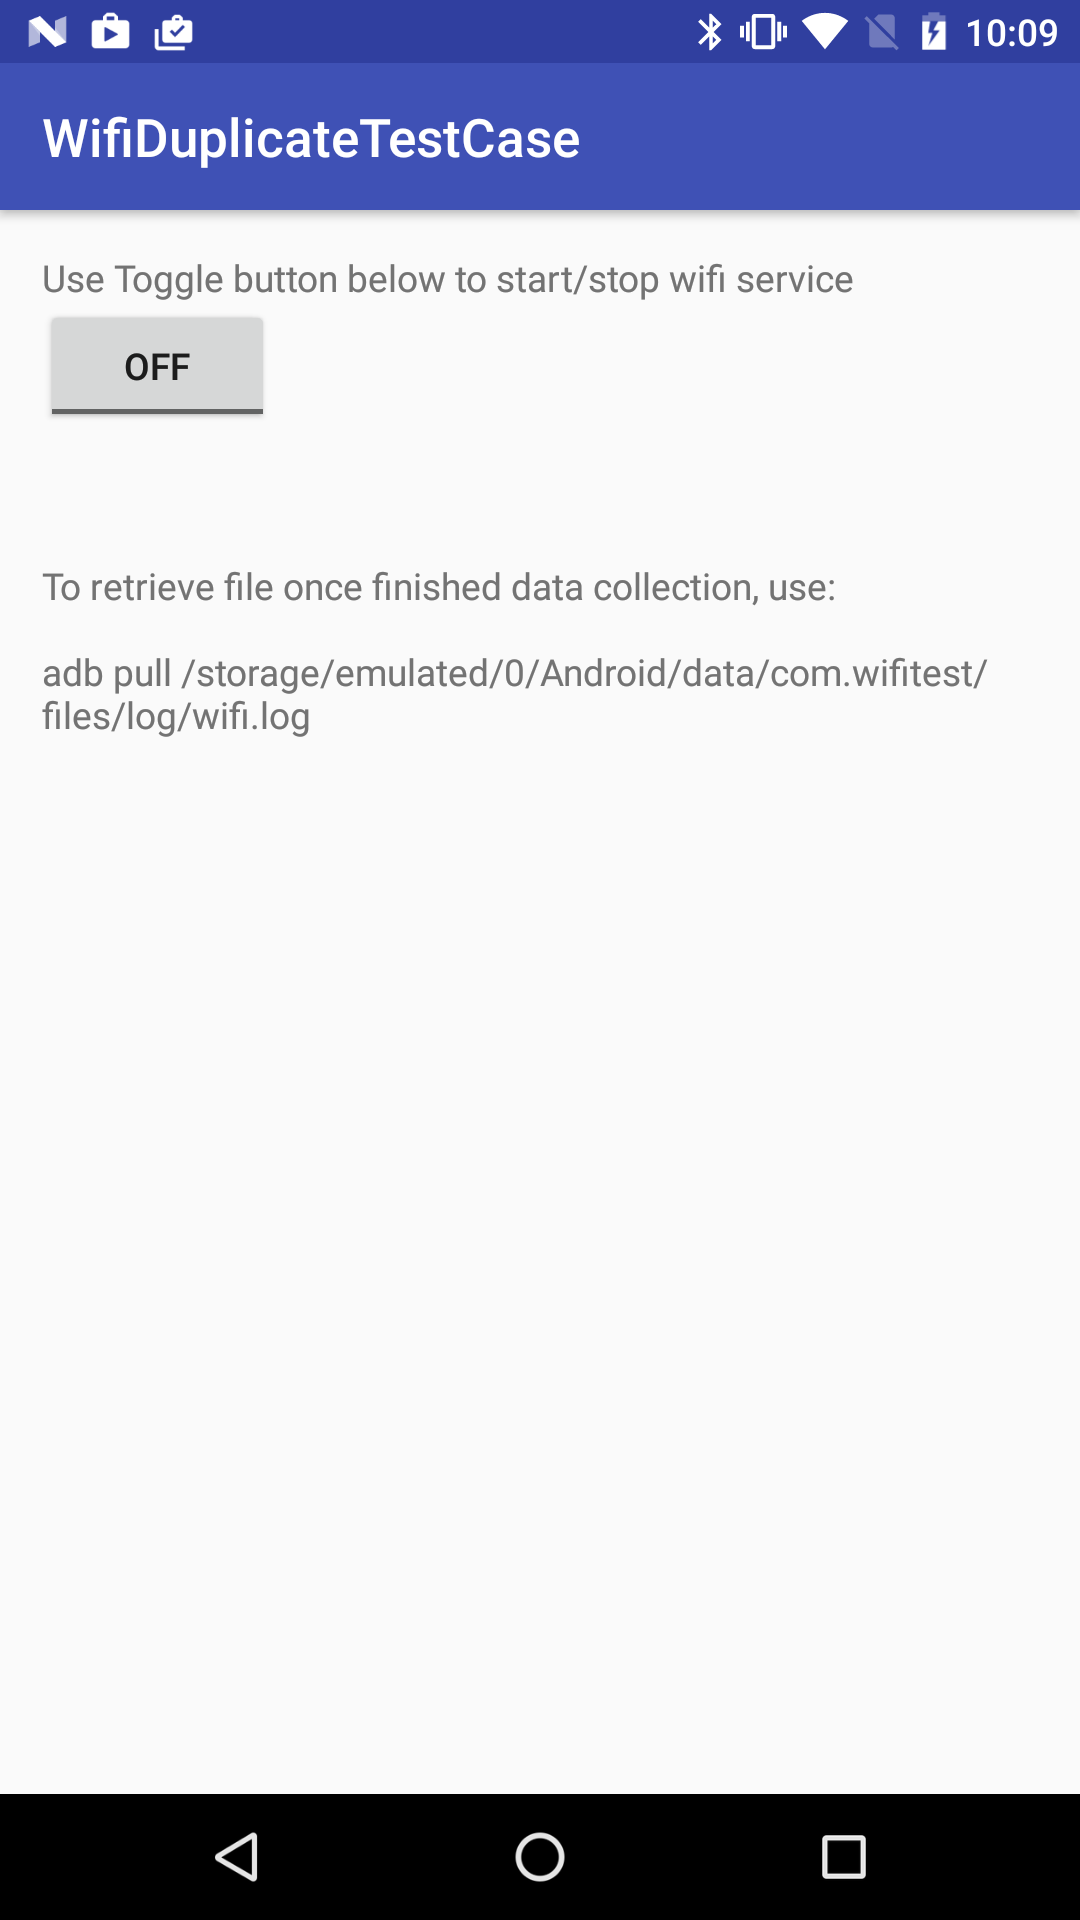 10:09
WifiDuplicateTestCase
Use Toggle button below to start/stop wifi service
OFF
To retrieve file once finished data collection, use:
adb pull /storage/emulated/0/Android/data/com.wifitest/
files/log/wifi.log